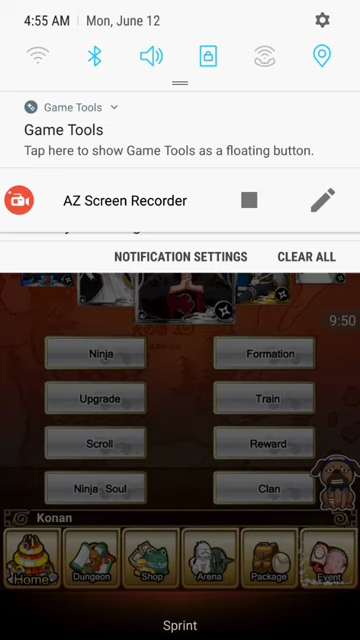 4:55 AM | Mon, June 12
Game Tools
Game Tools
Tap here to show Game Tools as a floating button.
AZ Screen Recorder
NOTIFICATION SETTINGS CLEAR ALL
9:50
Ninja Formation
Upgrade Train
Scroll Reward
Ninja Soul Clan
Konan
Home Dungeon Shop Arena Package Event
Sprint